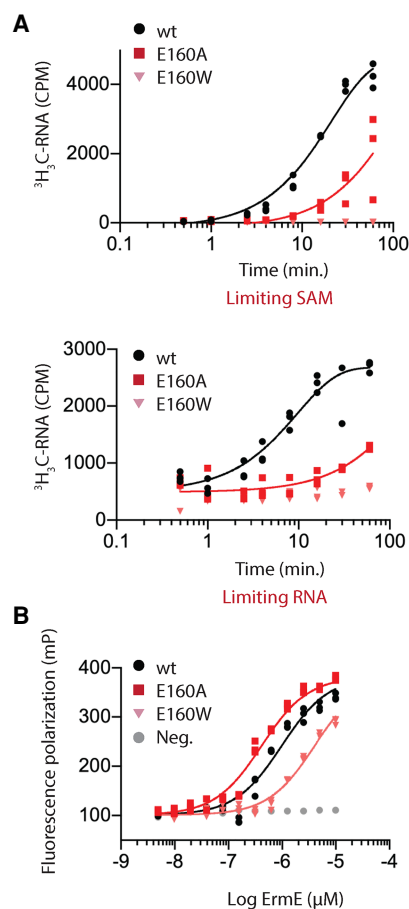 A
wt
E160A
E160W
³H₃C-RNA (CPM)
4000
2000
0
0.1 1 10 100
Time (min.)
Limiting SAM
wt
E160A
E160W
³H₃C-RNA (CPM)
3000
2000
1000
0
0.1 1 10 100
Time (min.)
Limiting RNA
B
wt
E160A
E160W
Neg.
Fluorescence polarization (mP)
400
300
200
100
-9 -8 -7 -6 -5 -4
Log ErmE (µM)